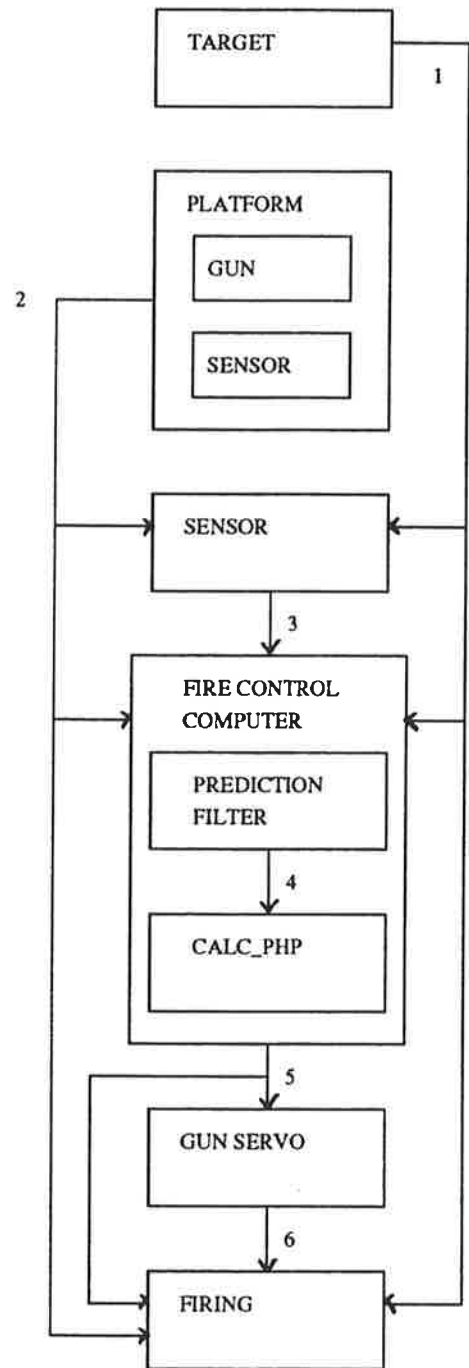 TARGET
1
PLATFORM
GUN
2
SENSOR
SENSOR
3
FIRE CONTROL
COMPUTER
PREDICTION
FILTER
4
CALC_PHP
5
GUN SERVO
6
FIRING